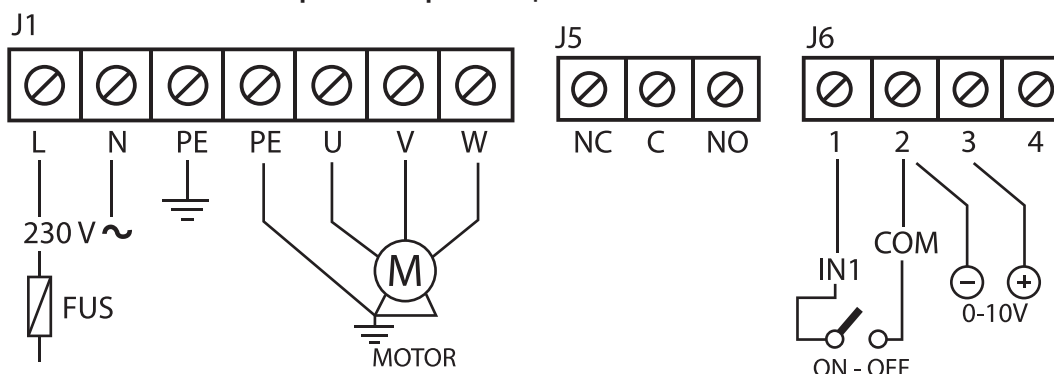 J1 J5 J6
L N PE PE U V W NC C NO 1 2 3 4
230 V ~
COM
IN1
M
FUS
− +
0-10V
MOTOR
ON - OFF